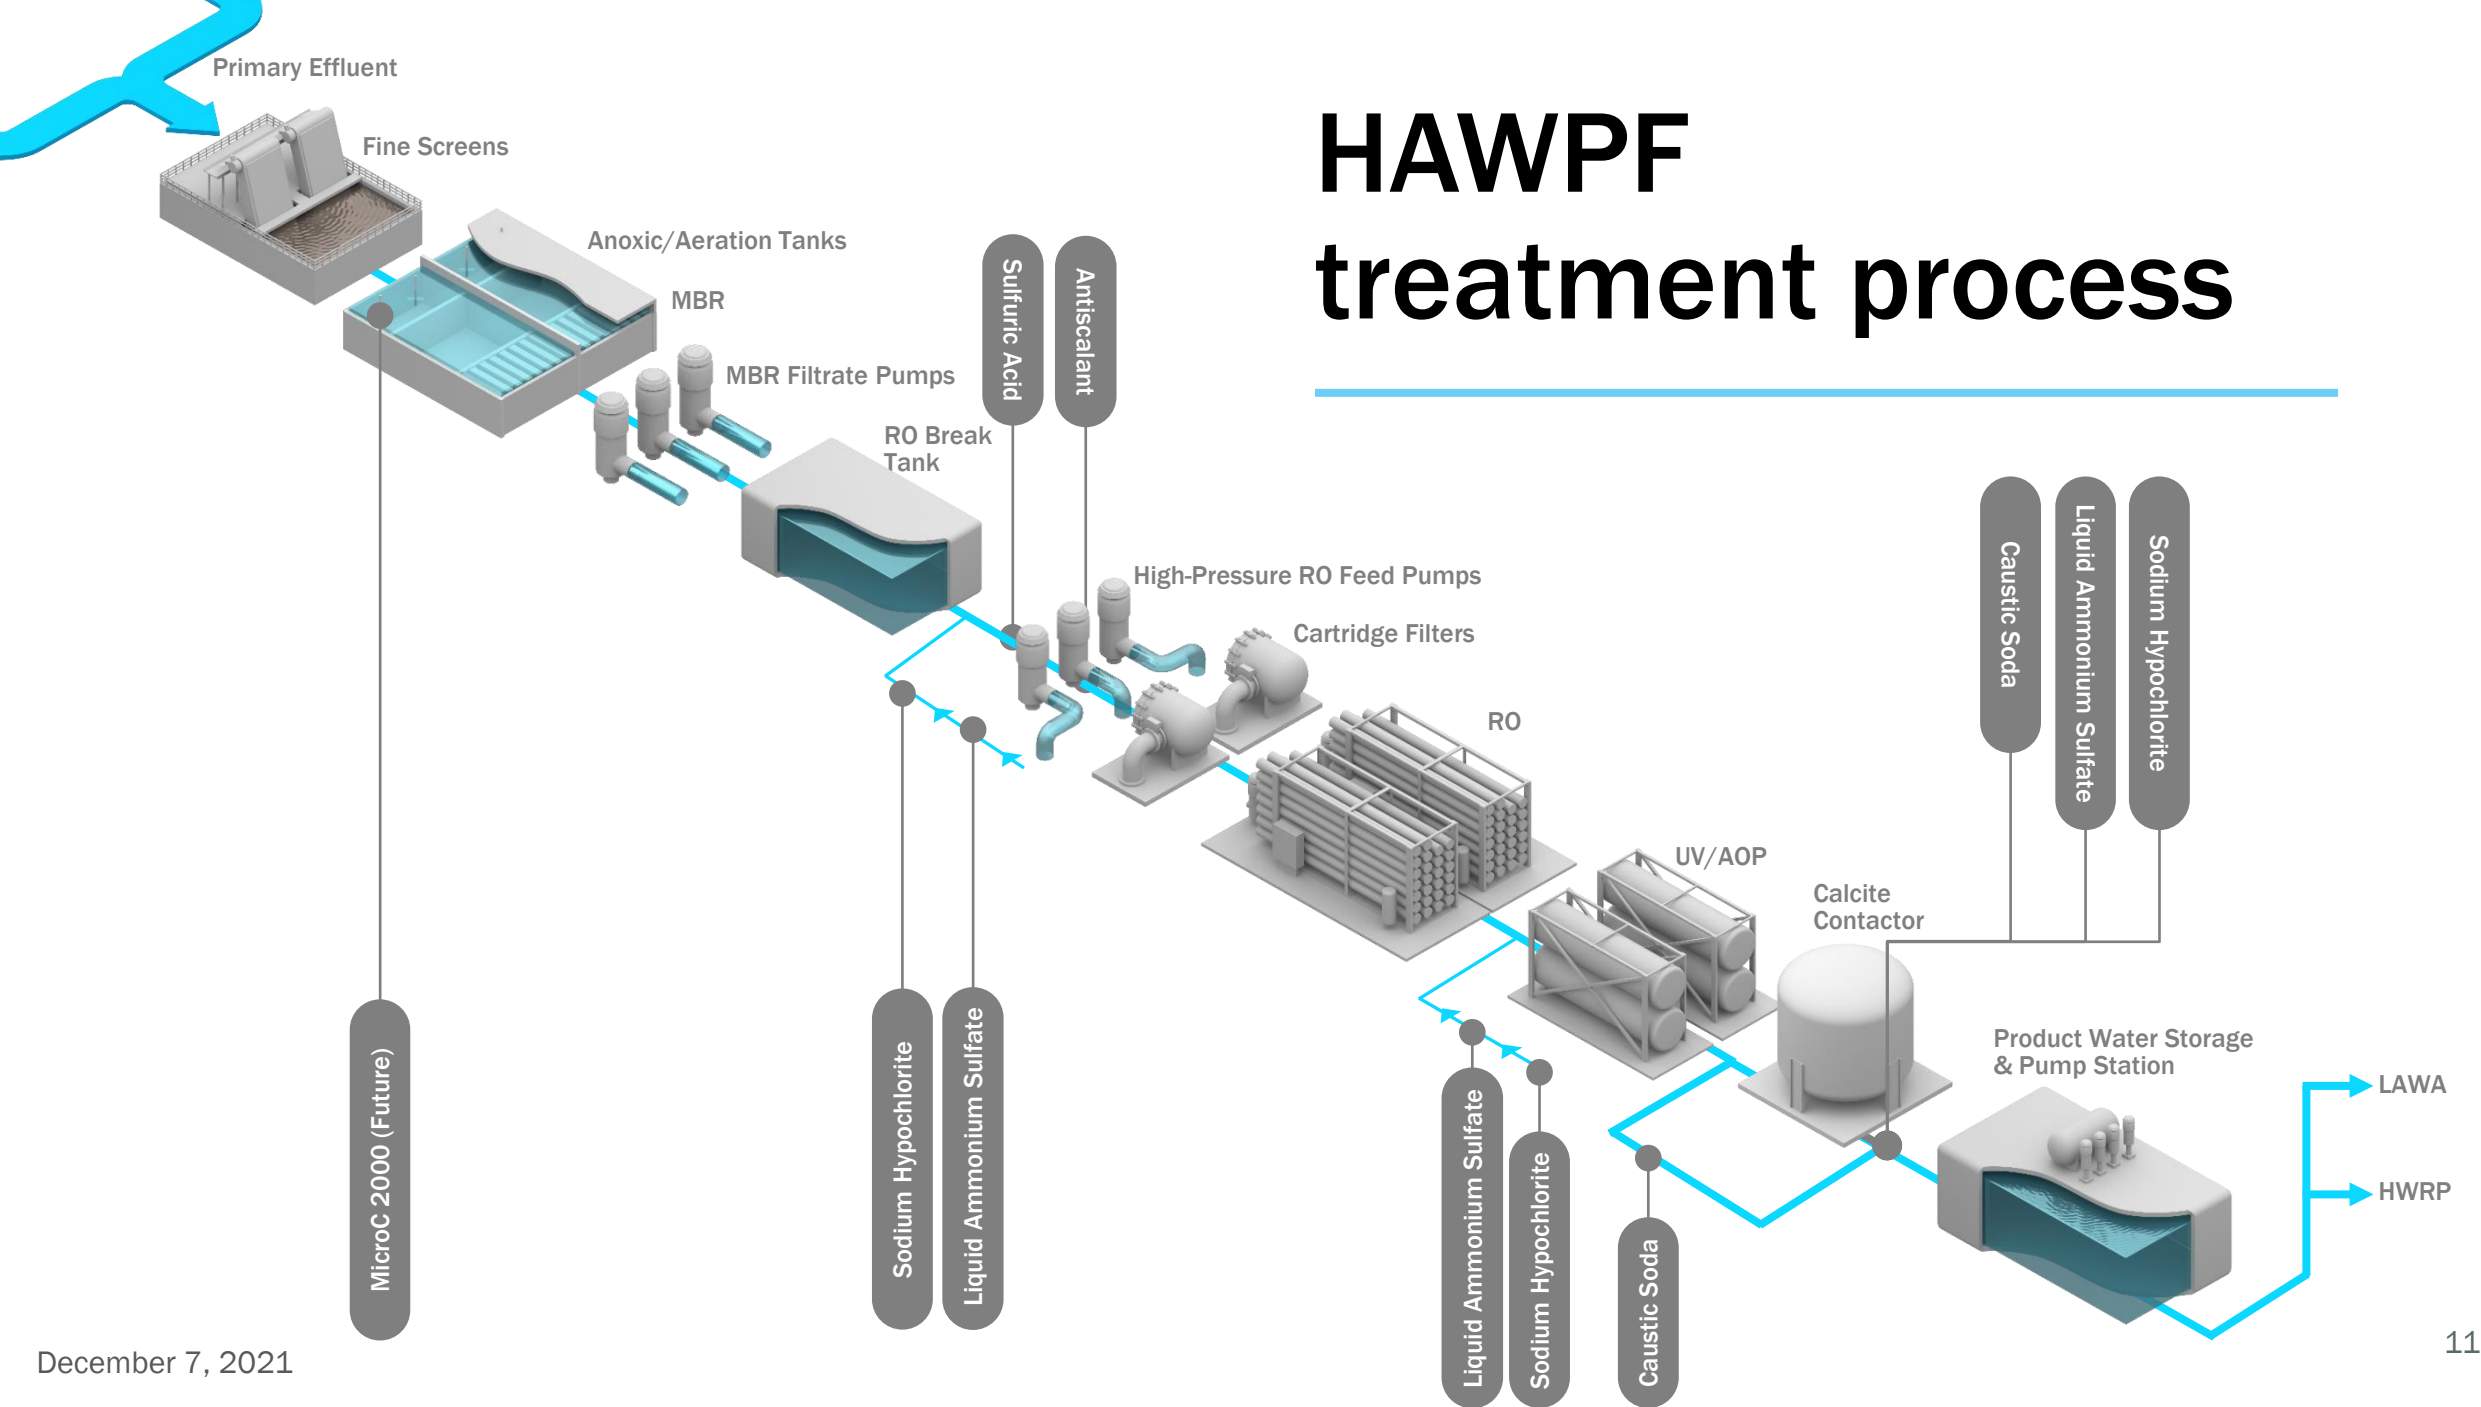 HAWPF
treatment process
Primary Effluent
Fine Screens
Anoxic/Aeration Tanks
MBR
MBR Filtrate Pumps
RO Break
Tank
Sulfuric Acid
Antiscalant
High-Pressure RO Feed Pumps
Cartridge Filters
RO
UV/AOP
Calcite
Contactor
Caustic Soda
Liquid Ammonium Sulfate
Sodium Hypochlorite
Product Water Storage
& Pump Station
LAWA
HWRP
MicroC 2000 (Future)
Sodium Hypochlorite
Liquid Ammonium Sulfate
Liquid Ammonium Sulfate
Sodium Hypochlorite
Caustic Soda
December 7, 2021
11